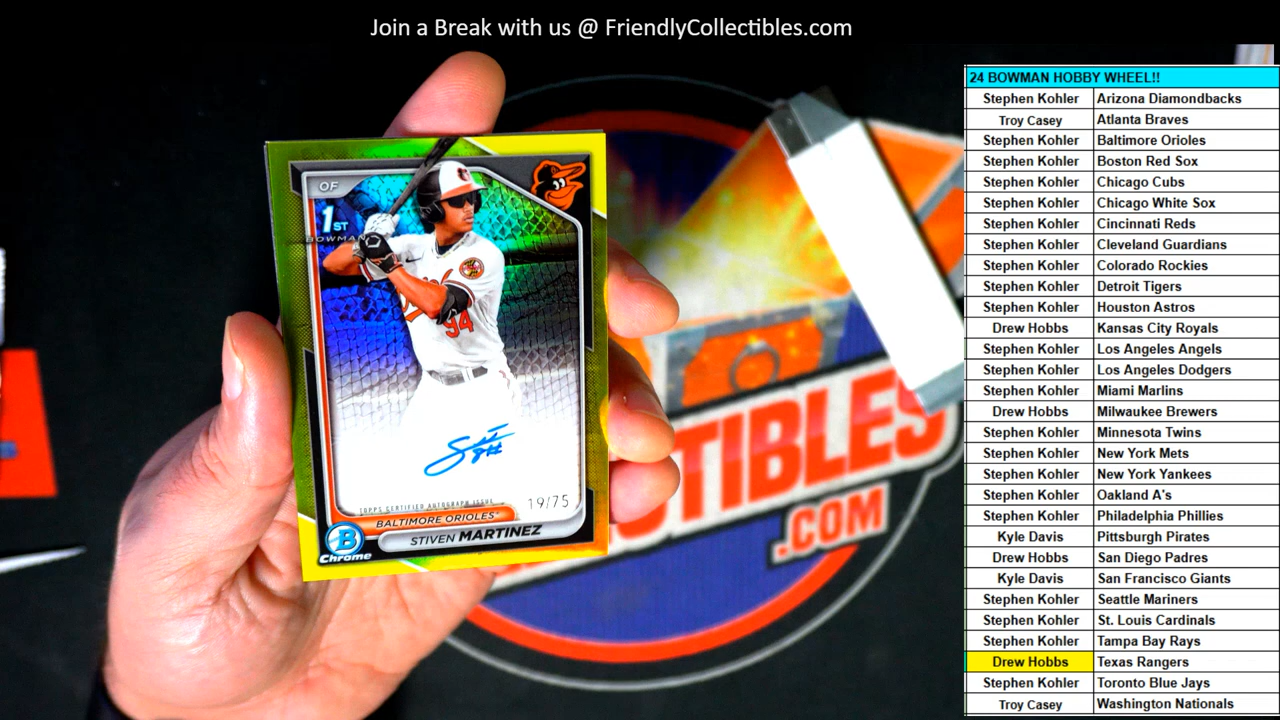 Join a Break with us @ FriendlyCollectibles.com
OF
1ST
BOWMAN
94
TOPPS CERTIFIED AUTOGRAPH ISSUE
19/75
BALTIMORE ORIOLES
STIVEN MARTINEZ
B
Chrome
TIBLES
.COM
24 BOWMAN HOBBY WHEEL!!
Stephen Kohler Arizona Diamondbacks
Troy Casey Atlanta Braves
Stephen Kohler Baltimore Orioles
Stephen Kohler Boston Red Sox
Stephen Kohler Chicago Cubs
Stephen Kohler Chicago White Sox
Stephen Kohler Cincinnati Reds
Stephen Kohler Cleveland Guardians
Stephen Kohler Colorado Rockies
Stephen Kohler Detroit Tigers
Stephen Kohler Houston Astros
Drew Hobbs Kansas City Royals
Stephen Kohler Los Angeles Angels
Stephen Kohler Los Angeles Dodgers
Stephen Kohler Miami Marlins
Drew Hobbs Milwaukee Brewers
Stephen Kohler Minnesota Twins
Stephen Kohler New York Mets
Stephen Kohler New York Yankees
Stephen Kohler Oakland A's
Stephen Kohler Philadelphia Phillies
Kyle Davis Pittsburgh Pirates
Drew Hobbs San Diego Padres
Kyle Davis San Francisco Giants
Stephen Kohler Seattle Mariners
Stephen Kohler St. Louis Cardinals
Stephen Kohler Tampa Bay Rays
Drew Hobbs Texas Rangers
Stephen Kohler Toronto Blue Jays
Troy Casey Washington Nationals